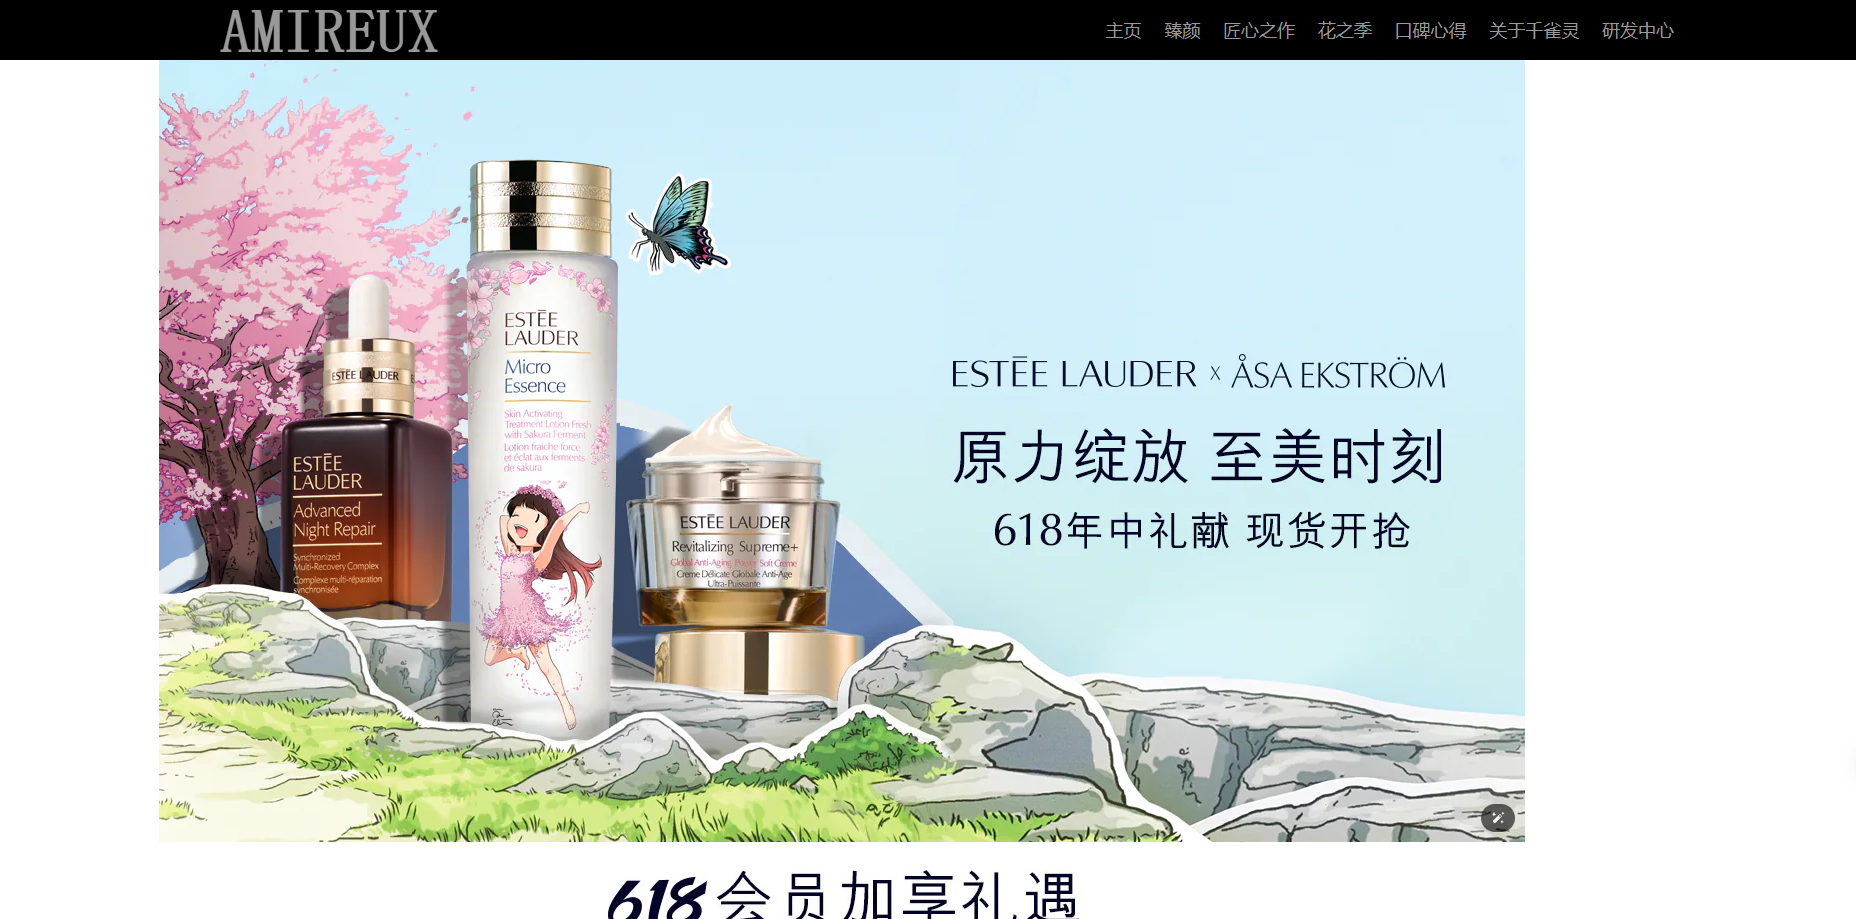 AMIREUX
主页 臻颜 匠心之作 花之季 口碑心得 关于千雀灵 研发中心
ESTĒE LAUDER
ESTĒE
LAUDER
Advanced
Night Repair
Synchronized
Multi-Recovery Complex
Complexe multi-réparation
synchronisée
ESTĒE
LAUDER
Micro
Essence
Skin Activating
Treatment Lotion Fresh
with Sakura Ferment
Lotion fraîche force
et éclat aux ferments
de sakura
ESTĒE LAUDER
Revitalizing Supreme+
Global Anti-Aging Power Soft Creme
Creme Délicate Globale Anti-Age
Ultra-Puissante
ESTĒE LAUDER x ÅSA EKSTRÖM
原力绽放 至美时刻
618年中礼献 现货开抢
618会员加享礼遇